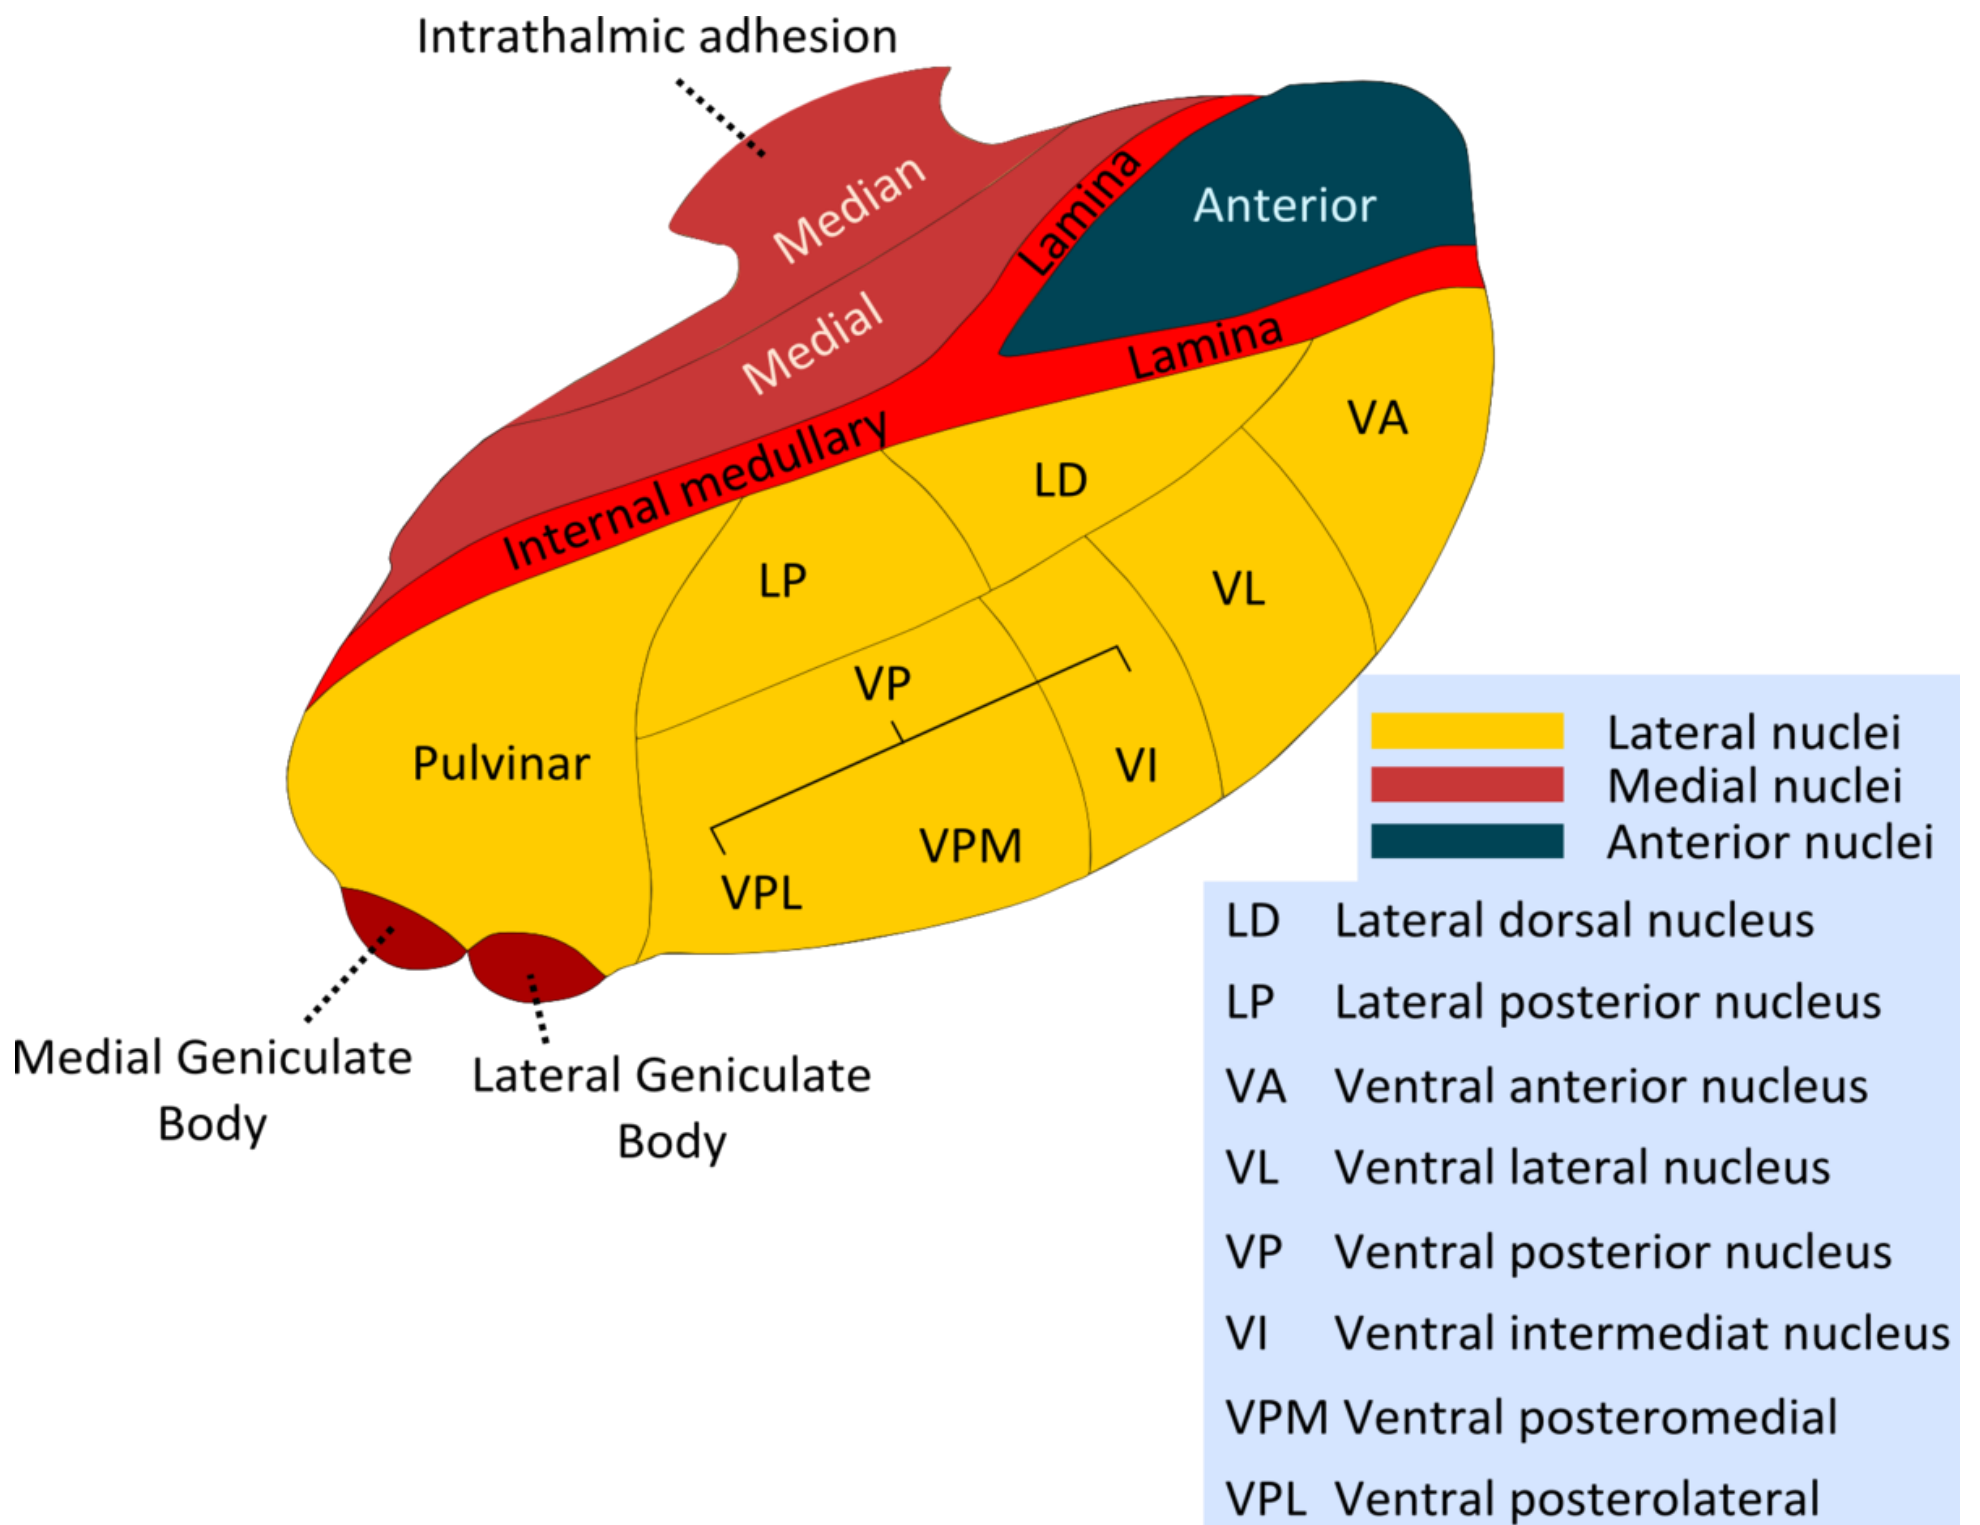 Intrathalmic adhesion
Median
Medial
Lamina
Anterior
Lamina
Internal medullary
VA
LD
LP
VL
VP
VI
Pulvinar
VPM
VPL
Medial Geniculate
Body
Lateral Geniculate
Body
Lateral nuclei
Medial nuclei
Anterior nuclei
LD Lateral dorsal nucleus
LP Lateral posterior nucleus
VA Ventral anterior nucleus
VL Ventral lateral nucleus
VP Ventral posterior nucleus
VI Ventral intermediat nucleus
VPM Ventral posteromedial
VPL Ventral posterolateral